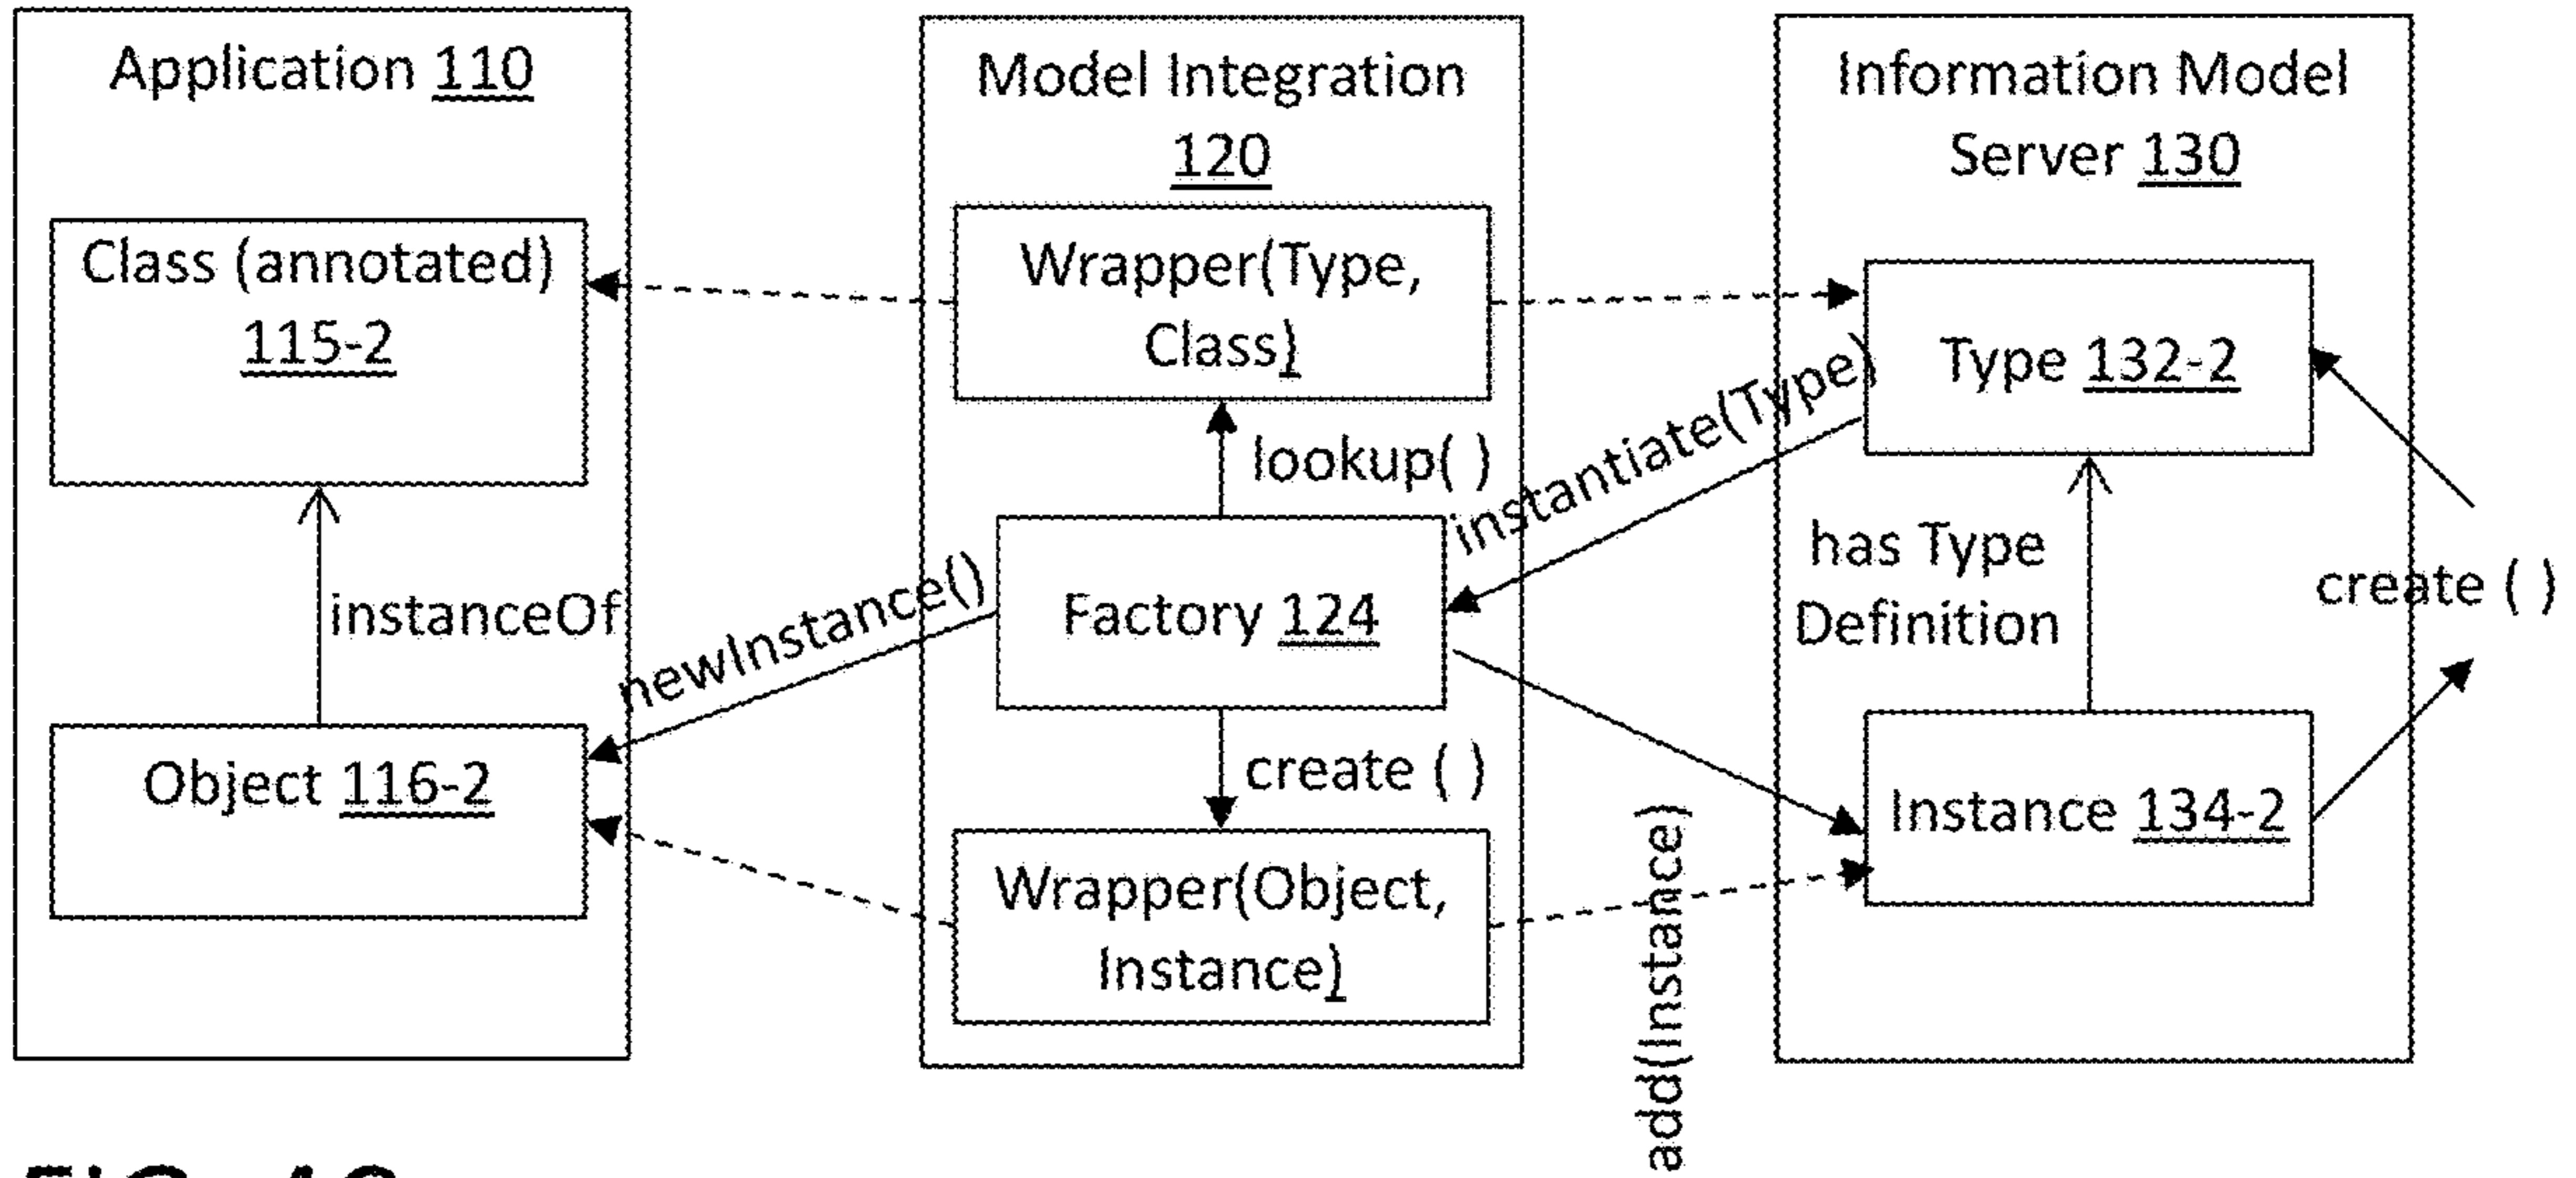 Application 110
Class (annotated)
115-2
instanceOf
Object 116-2
newInstance()
Model Integration
120
Wrapper(Type,
Class)
lookup( )
instantiate(Type)
Factory 124
create ( )
Wrapper(Object,
Instance)
add(Instance)
Information Model
Server 130
Type 132-2
has Type
Definition
create ( )
Instance 134-2